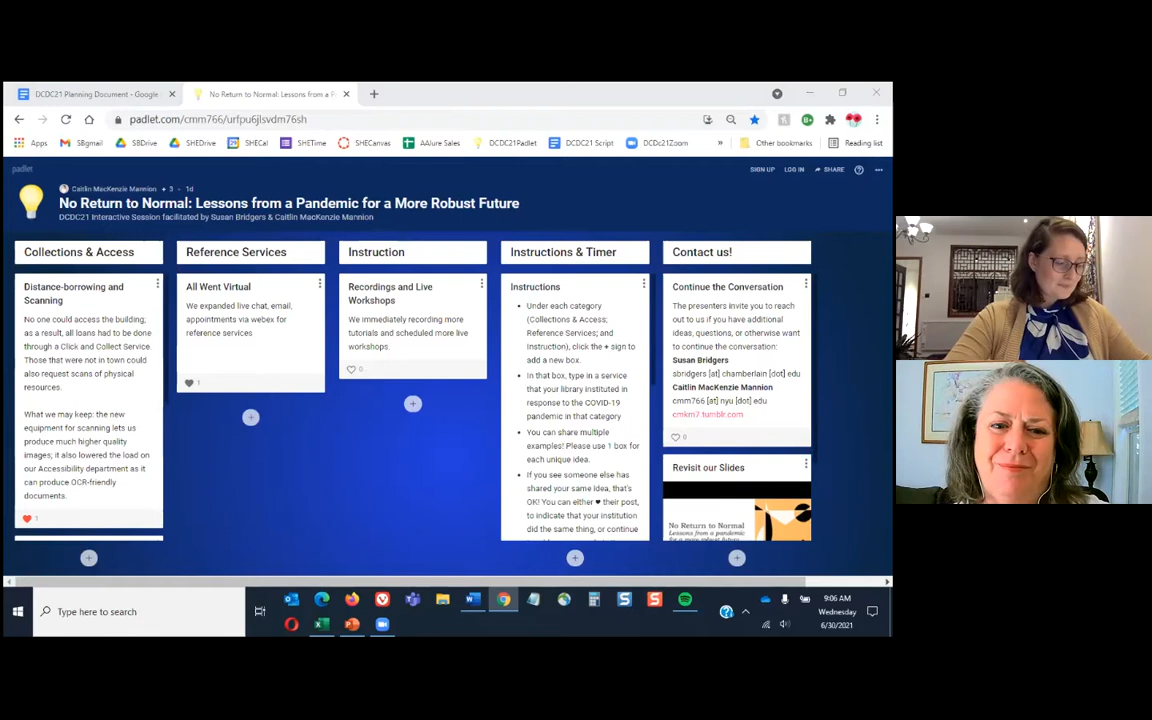 DCDC21 Planning Document - Google
No Return to Normal: Lessons from a P
padlet.com/cmm766/urfpu6jlsvdm76sh
Apps SBgmail SBDrive SHEDrive SHECal SHETime SHECanvas AAlure Sales DCDC21Padlet DCDC21 Script DCDc21Zoom » Other bookmarks Reading list
padlet SIGN UP LOG IN SHARE
Caitlin MacKenzie Mannion + 3 · 1d
No Return to Normal: Lessons from a Pandemic for a More Robust Future
DCDC21 Interactive Session facilitated by Susan Bridgers & Caitlin MacKenzie Mannion
Collections & Access
Distance-borrowing and
Scanning
No one could access the building;
as a result, all loans had to be done
through a Click and Collect Service.
Those that were not in town could
also request scans of physical
resources.
What we may keep: the new
equipment for scanning lets us
produce much higher quality
images; it also lowered the load on
our Accessibility department as it
can produce OCR-friendly
documents.
1
Reference Services
All Went Virtual
We expanded live chat, email,
appointments via webex for
reference services
1
Instruction
Recordings and Live
Workshops
We immediately recording more
tutorials and scheduled more live
workshops.
0
Instructions & Timer
Instructions
• Under each category
(Collections & Access;
Reference Services; and
Instruction), click the + sign to
add a new box.
• In that box, type in a service
that your library instituted in
response to the COVID-19
pandemic in that category
• You can share multiple
examples! Please use 1 box for
each unique idea.
• If you see someone else has
shared your same idea, that's
OK! You can either ❤ their post,
to indicate that your institution
did the same thing, or continue
Contact us!
Continue the Conversation
The presenters invite you to reach
out to us if you have additional
ideas, questions, or otherwise want
to continue the conversation:
Susan Bridgers
sbridgers [at] chamberlain [dot] edu
Caitlin MacKenzie Mannion
cmm766 [at] nyu [dot] edu
cmkm7.tumblr.com
0
Revisit our Slides
No Return to Normal
Lessons from a pandemic
for a more robust future
Type here to search
9:06 AM
Wednesday
6/30/2021